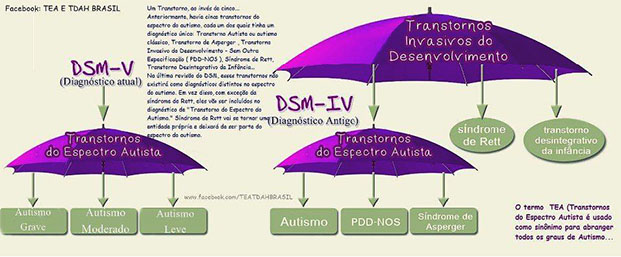 Facebook: TEA E TDAH BRASIL
Um Transtorno, ao invés de cinco...
Anteriormente, havia cinco transtornos do
espectro do autismo, cada um dos quais tinha um
diagnóstico único: Transtorno Autista ou autismo
clássico, Transtorno de Asperger , Transtorno
Invasivo do Desenvolvimento - Sem Outra
Especificação ( PDD-NOS ), Síndrome de Rett,
Transtorno Desintegrativo da Infância..
Na última revisão do DSM, esses transtornos não
existirá como diagnósticos distintos no espectro
do autismo. Em vez disso, com exceção da
síndrome de Rett, eles vão ser incluídos no
diagnóstico de "Transtorno do Espectro do
Autismo." Síndrome de Rett vai se tornar uma
entidade própria e deixará de ser parte do
espectro do autismo.
DSM-V
(Diagnóstico atual)
Transtornos
do Espectro Autista
Autismo
Grave
Autismo
Moderado
Autismo
Leve
www.facebook.com/TEATDAHBRASIL
Transtornos
Invasivos do
Desenvolvimento
DSM-IV
(Diagnóstico Antigo)
síndrome
de Rett
transtorno
desintegrativo
da infância
Transtornos
do Espectro Autista
Autismo
PDD-NOS
Síndrome de
Asperger
O termo TEA (Transtornos
do Espectro Autista é usado
como sinônimo para abranger
todos os graus de Autismo...